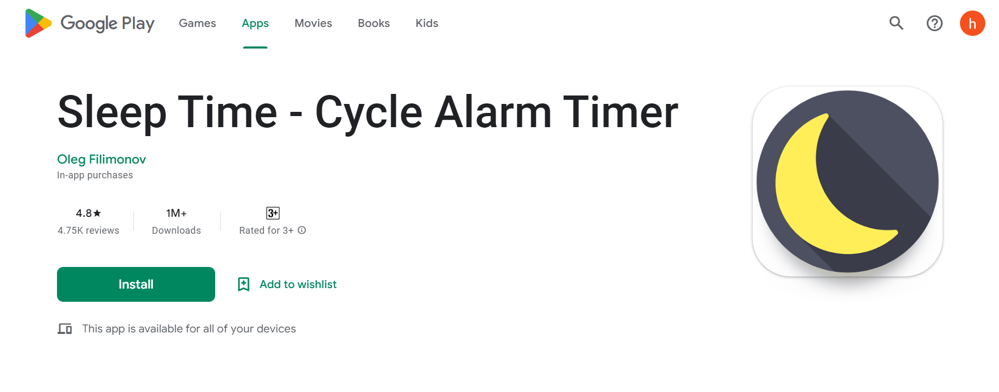 Google Play Games Apps Movies Books Kids h
Sleep Time - Cycle Alarm Timer
Oleg Filimonov
In-app purchases
4.8★ 1M+ 3+
4.75K reviews Downloads Rated for 3+
Install Add to wishlist
This app is available for all of your devices